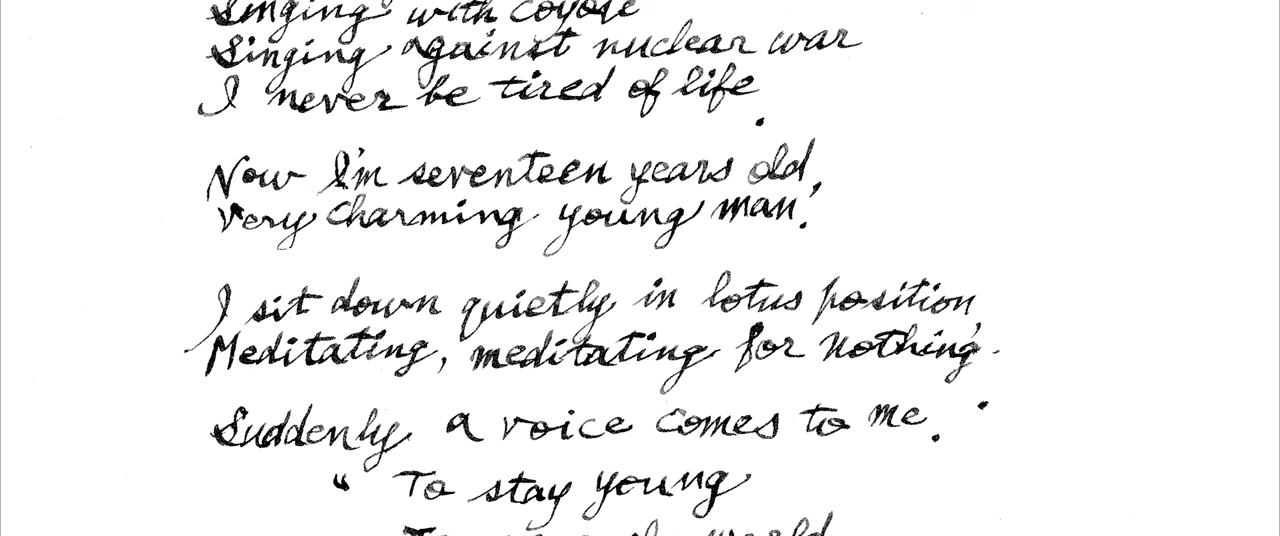 Singing with coyote
Singing against nuclear war
I never be tired of life.
Now I'm seventeen years old,
Very charming young man.
I sit down quietly in lotus position,
Meditating, meditating for nothing.
Suddenly a voice comes to me.
"To stay young
world